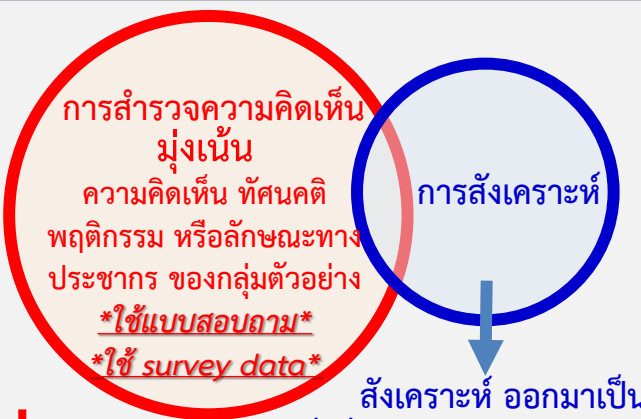 การสำรวจความคิดเห็น
มุ่งเน้น
ความคิดเห็น ทัศนคติ
พฤติกรรม หรือลักษณะทาง
ประชากร ของกลุ่มตัวอย่าง
*ใช้แบบสอบถาม*
*ใช้ survey data*
การสังเคราะห์
สังเคราะห์ ออกมาเป็น